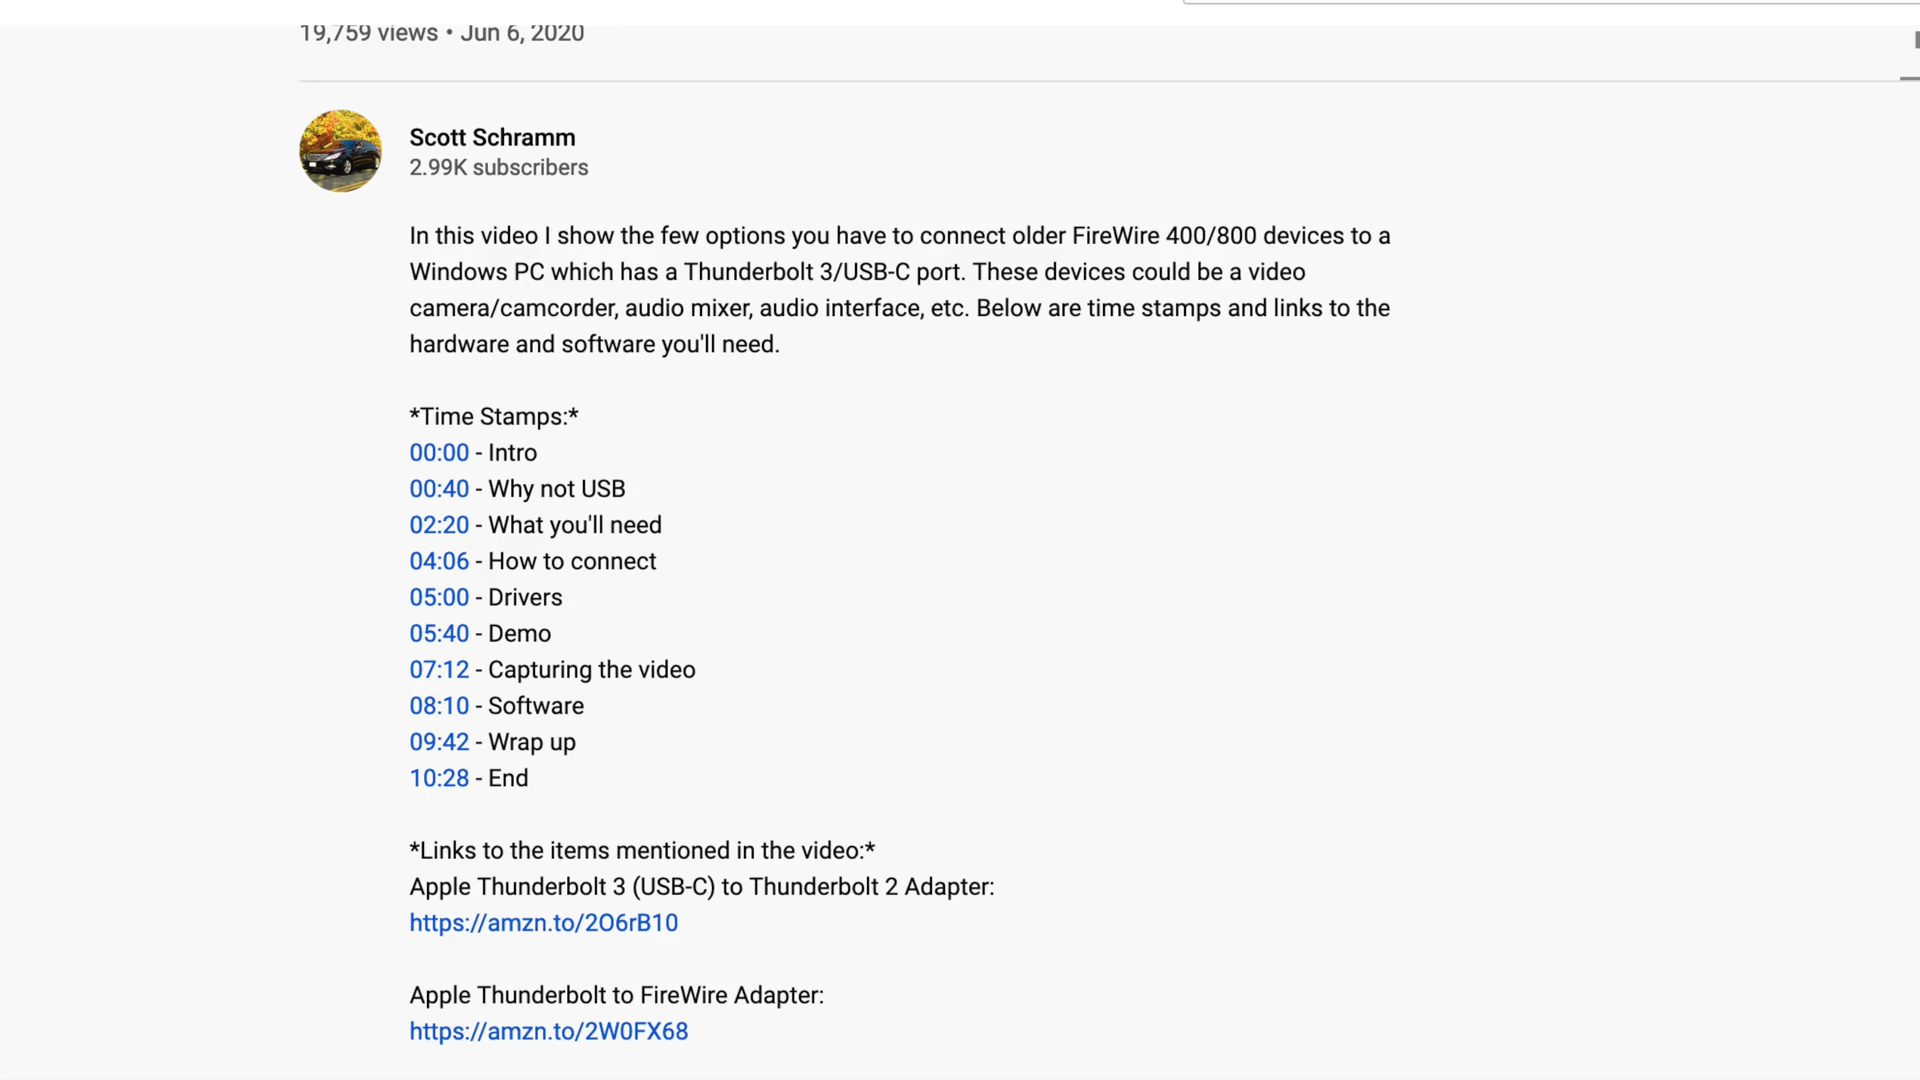 19,759 views • Jun 6, 2020
Scott Schramm
2.99K subscribers
In this video I show the few options you have to connect older FireWire 400/800 devices to a
Windows PC which has a Thunderbolt 3/USB-C port. These devices could be a video
camera/camcorder, audio mixer, audio interface, etc. Below are time stamps and links to the
hardware and software you'll need.
*Time Stamps:*
00:00 - Intro
00:40 - Why not USB
02:20 - What you'll need
04:06 - How to connect
05:00 - Drivers
05:40 - Demo
07:12 - Capturing the video
08:10 - Software
09:42 - Wrap up
10:28 - End
*Links to the items mentioned in the video:*
Apple Thunderbolt 3 (USB-C) to Thunderbolt 2 Adapter:
https://amzn.to/2O6rB10
Apple Thunderbolt to FireWire Adapter:
https://amzn.to/2W0FX68